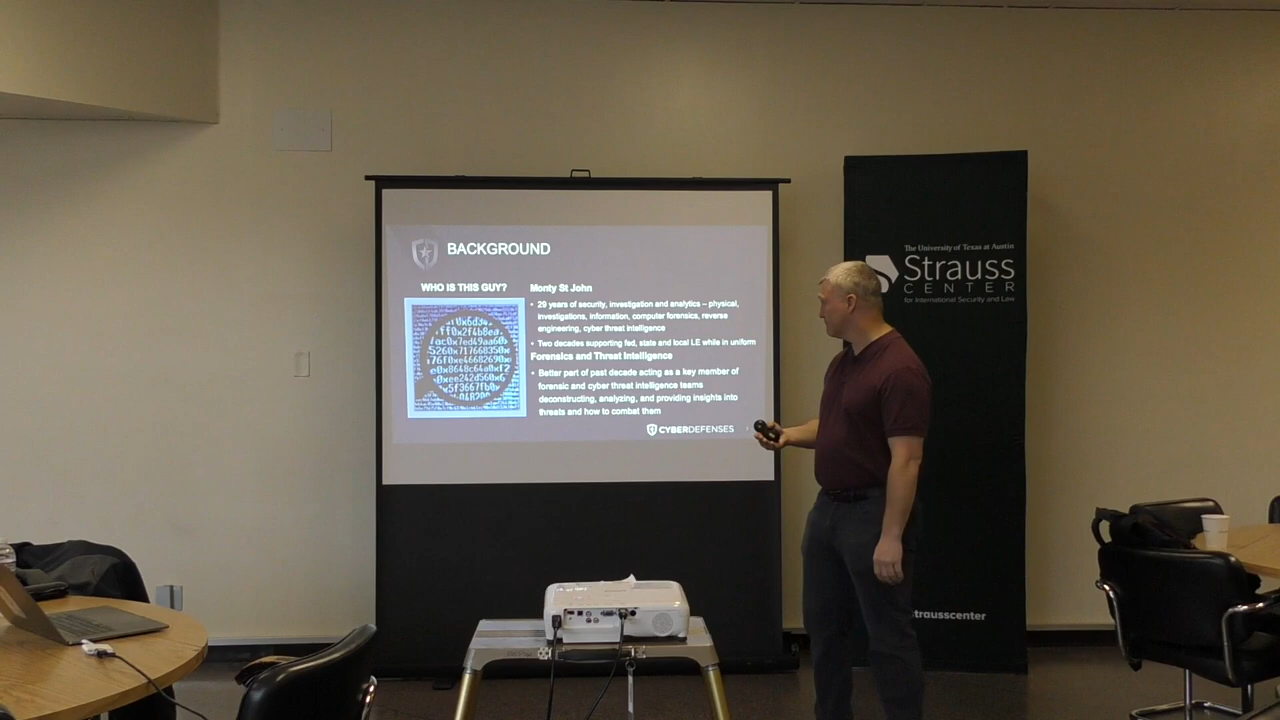 BACKGROUND
WHO IS THIS GUY?
Monty St John
• 29 years of security, investigation and analytics – physical,
investigations, information, computer forensics, reverse
engineering, cyber threat intelligence
• Two decades supporting fed, state and local LE while in uniform
Forensics and Threat Intelligence
• Better part of past decade acting as a key member of
forensic and cyber threat intelligence teams
deconstructing, analyzing, and providing insights into
threats and how to combat them
CYBERDEFENSES
The University of Texas at Austin
Strauss
CENTER
for International Security and Law
strausscenter